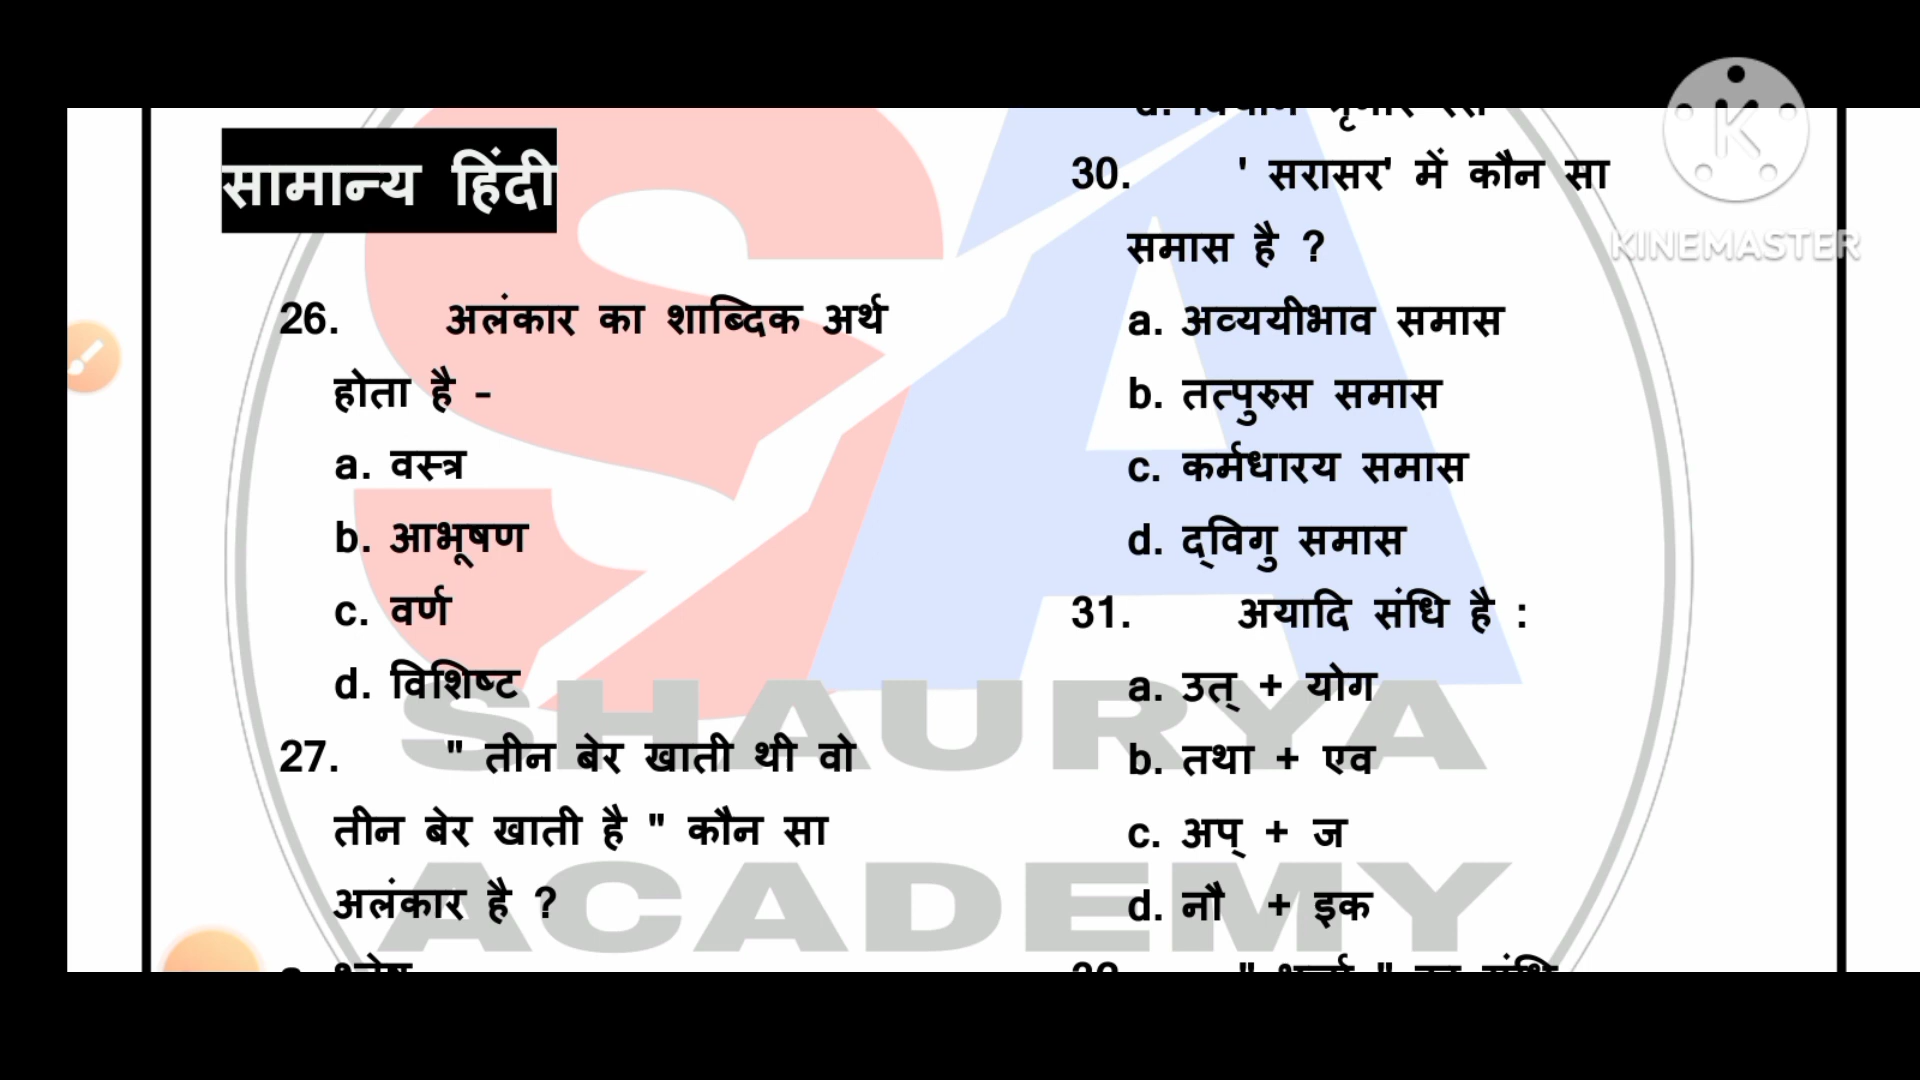 सामान्य हिंदी
26. अलंकार का शाब्दिक अर्थ
होता है -
a. वस्त्र
b. आभूषण
c. वर्ण
d. विशिष्ट
27. " तीन बेर खाती थी वो
तीन बेर खाती है " कौन सा
अलंकार है ?
30. ' सरासर' में कौन सा
समास है ?
a. अव्ययीभाव समास
b. तत्पुरुस समास
c. कर्मधारय समास
d. द्विगु समास
31. अयादि संधि है :
a. उत् + योग
b. तथा + एव
c. अप् + ज
d. नौ + इक
SHAURYA
ACADEMY
K
KINEMASTER